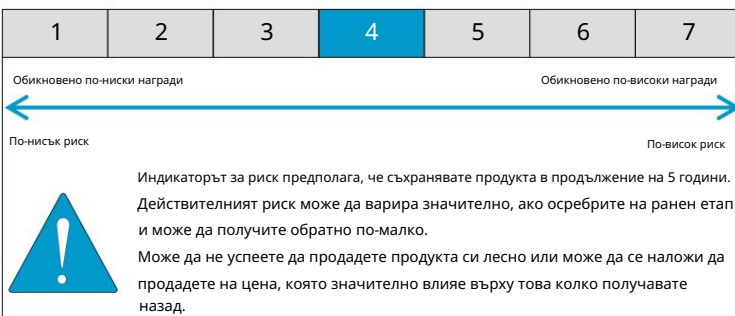 1 2 3 4 5 6 7
Обикновено по-ниски награди Обикновено по-високи награди
По-нисък риск По-висок риск
Индикаторът за риск предполага, че съхранявате продукта в продължение на 5 години.
Действителният риск може да варира значително, ако осребрите на ранен етап
и може да получите обратно по-малко.
Може да не успеете да продадете продукта си лесно или може да се наложи да
продадете на цена, която значително влияе върху това колко получавате
назад.